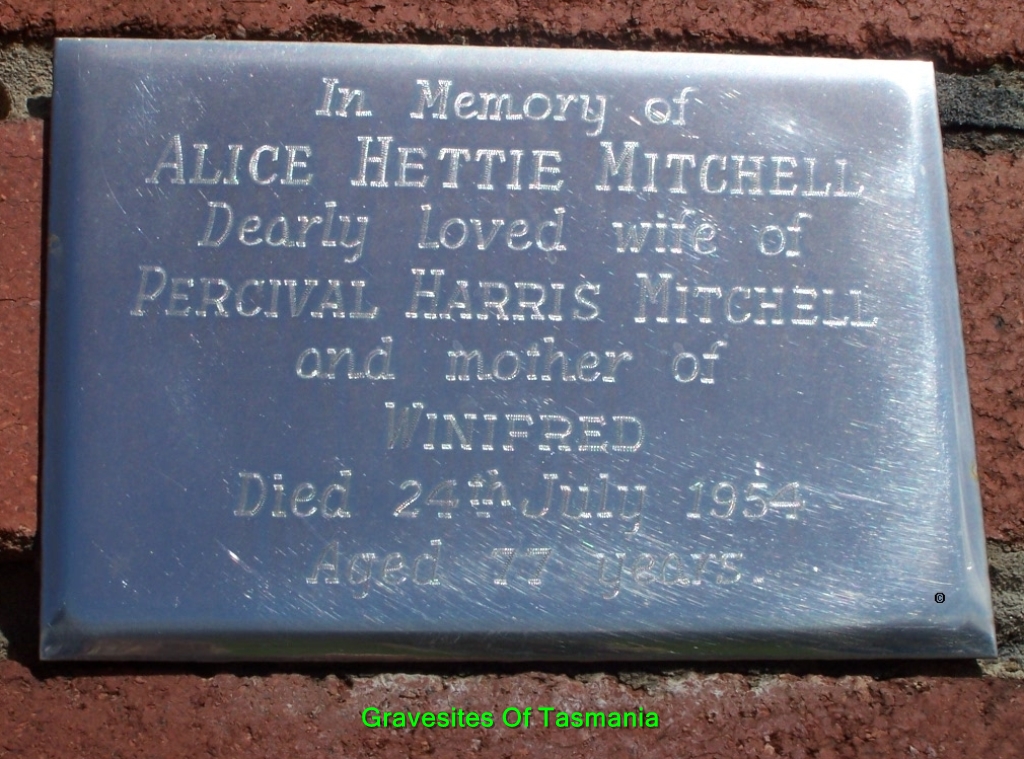 In Memory of
ALICE HETTIE MITCHELL
Dearly loved wife of
PERCIVAL HARRIS MITCHELL
and mother of
WINIFRED
Died 24th July 1954
Aged 77 years.
©
Gravesites Of Tasmania